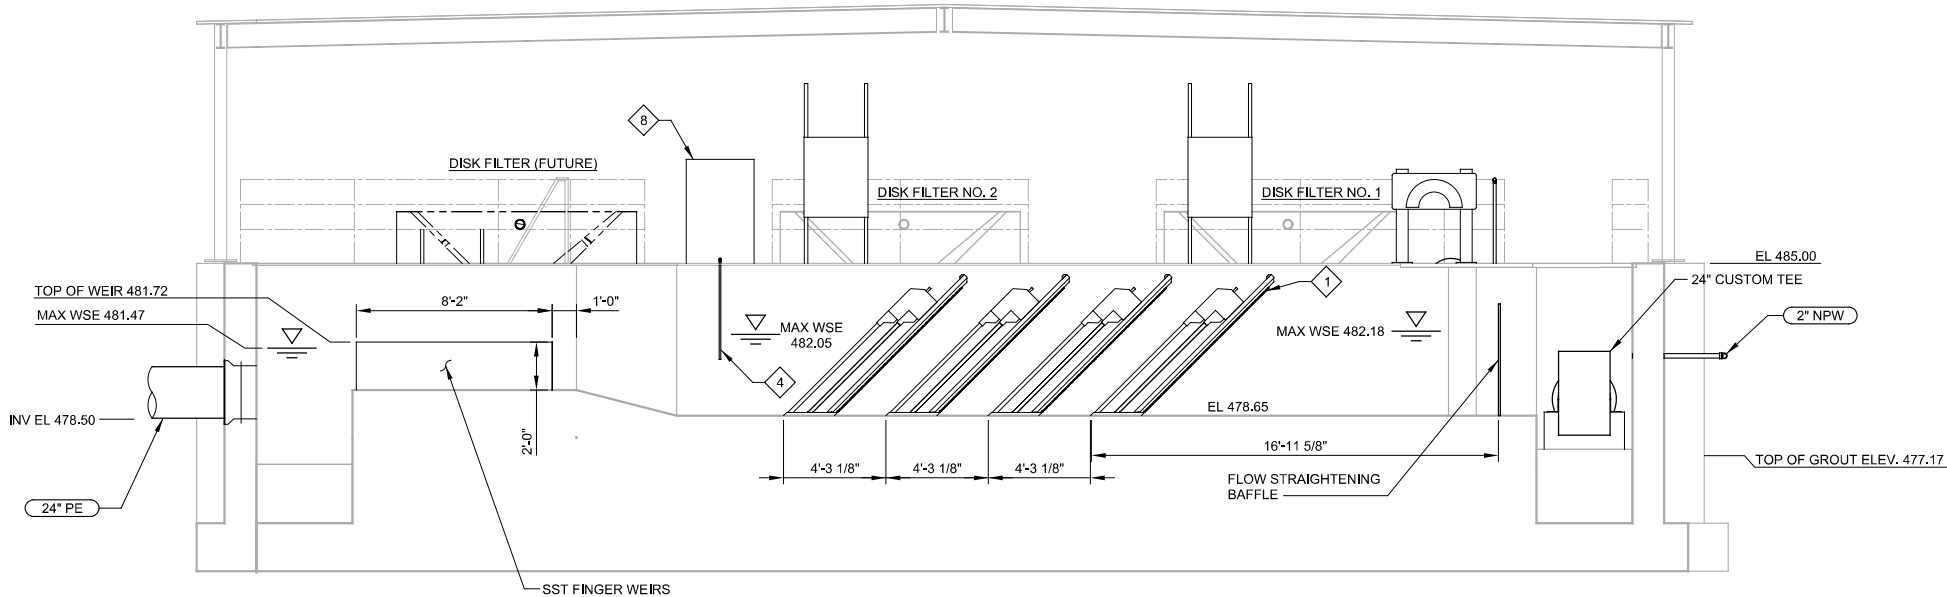 8
DISK FILTER (FUTURE)
DISK FILTER NO. 2
DISK FILTER NO. 1
EL 485.00
24" CUSTOM TEE
TOP OF WEIR 481.72
8'-2"
1'-0"
1
MAX WSE 481.47
MAX WSE
482.05
MAX WSE 482.18
2" NPW
4
INV EL 478.50
EL 478.65
2'-0"
16'-11 5/8"
4'-3 1/8"
4'-3 1/8"
4'-3 1/8"
TOP OF GROUT ELEV. 477.17
FLOW STRAIGHTENING
BAFFLE
24" PE
SST FINGER WEIRS